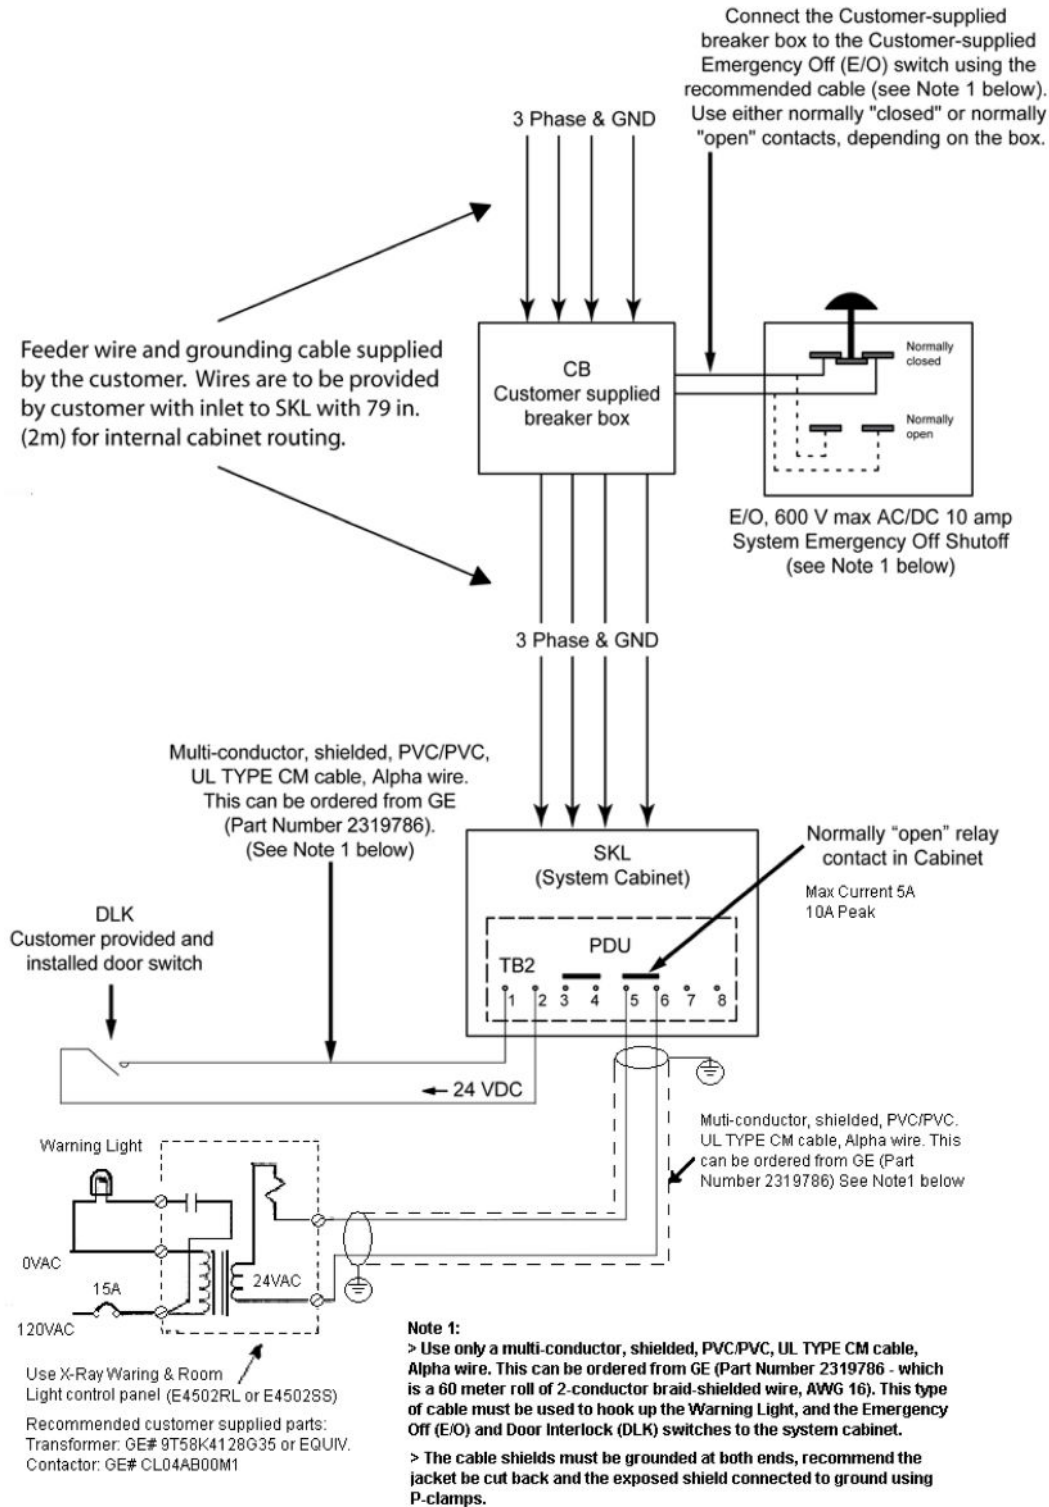 Connect the Customer-supplied
breaker box to the Customer-supplied
Emergency Off (E/O) switch using the
recommended cable (see Note 1 below).
Use either normally "closed" or normally
"open" contacts, depending on the box.
3 Phase & GND
Feeder wire and grounding cable supplied
by the customer. Wires are to be provided
by customer with inlet to SKL with 79 in.
(2m) for internal cabinet routing.
CB
Customer supplied
breaker box
Normally
closed
Normally
open
E/O, 600 V max AC/DC 10 amp
System Emergency Off Shutoff
(see Note 1 below)
3 Phase & GND
Multi-conductor, shielded, PVC/PVC,
UL TYPE CM cable, Alpha wire.
This can be ordered from GE
(Part Number 2319786).
(See Note 1 below)
SKL
(System Cabinet)
Normally “open” relay
contact in Cabinet
Max Current 5A
10A Peak
DLK
Customer provided and
installed door switch
PDU
TB2
1 2 3 4 5 6 7 8
24 VDC
Muti-conductor, shielded, PVC/PVC.
UL TYPE CM cable, Alpha wire. This
can be ordered from GE (Part
Number 2319786) See Note1 below
Warning Light
0VAC
24VAC
15A
120VAC
Use X-Ray Waring & Room
Light control panel (E4502RL or E4502SS)
Recommended customer supplied parts:
Transformer: GE# 9T58K4128G35 or EQUIV.
Contactor: GE# CL04AB00M1
Note 1:
> Use only a multi-conductor, shielded, PVC/PVC, UL TYPE CM cable,
Alpha wire. This can be ordered from GE (Part Number 2319786 - which
is a 60 meter roll of 2-conductor braid-shielded wire, AWG 16). This type
of cable must be used to hook up the Warning Light, and the Emergency
Off (E/O) and Door Interlock (DLK) switches to the system cabinet.
> The cable shields must be grounded at both ends, recommend the
jacket be cut back and the exposed shield connected to ground using
P-clamps.